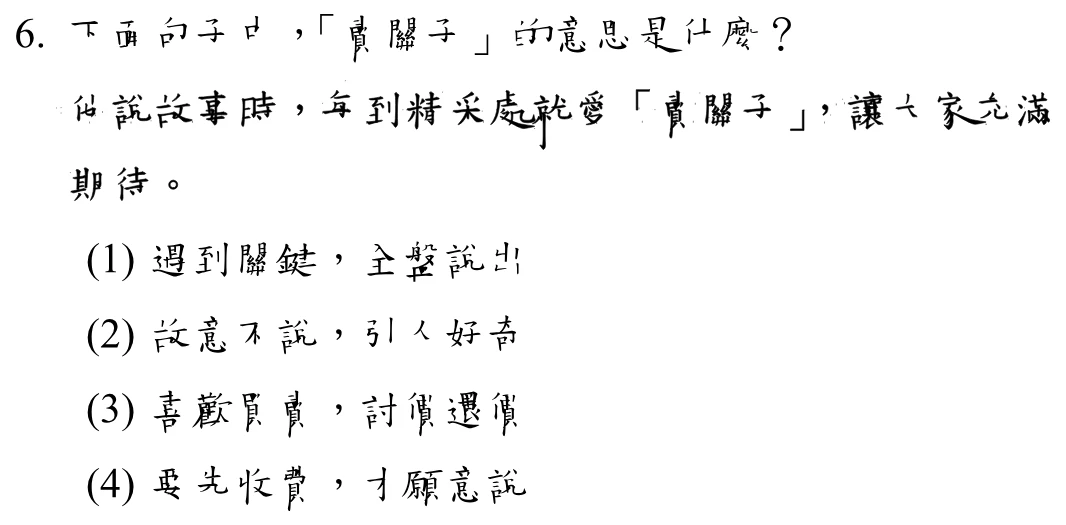 6. 下面句子中，「賣關子」的意思是什麼？
他說故事時，每到精采處就愛「賣關子」，讓大家充滿
期待。
(1) 遇到關鍵，全盤說出
(2) 故意不說，引人好奇
(3) 喜歡買賣，討價還價
(4) 要先收費，才願意說